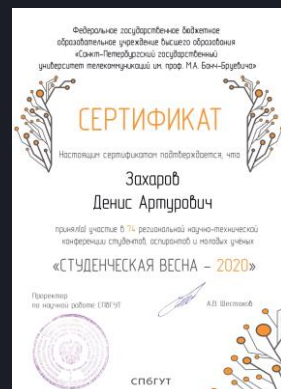 Федеральное государственное бюджетное
образовательное учреждение высшего образования
«Санкт-Петербургский государственный
университет телекоммуникаций им. проф. М.А. Бонч-Бруевича»
СЕРТИФИКАТ
Настоящим сертификатом подтверждается, что
Захаров
Денис Артурович
принял(а) участие в 74 региональной научно-технической
конференции студентов, аспирантов и молодых учёных
«СТУДЕНЧЕСКАЯ ВЕСНА – 2020»
Проректор
по научной работе СПбГУТ
А.В. Шестаков
СПбГУТ